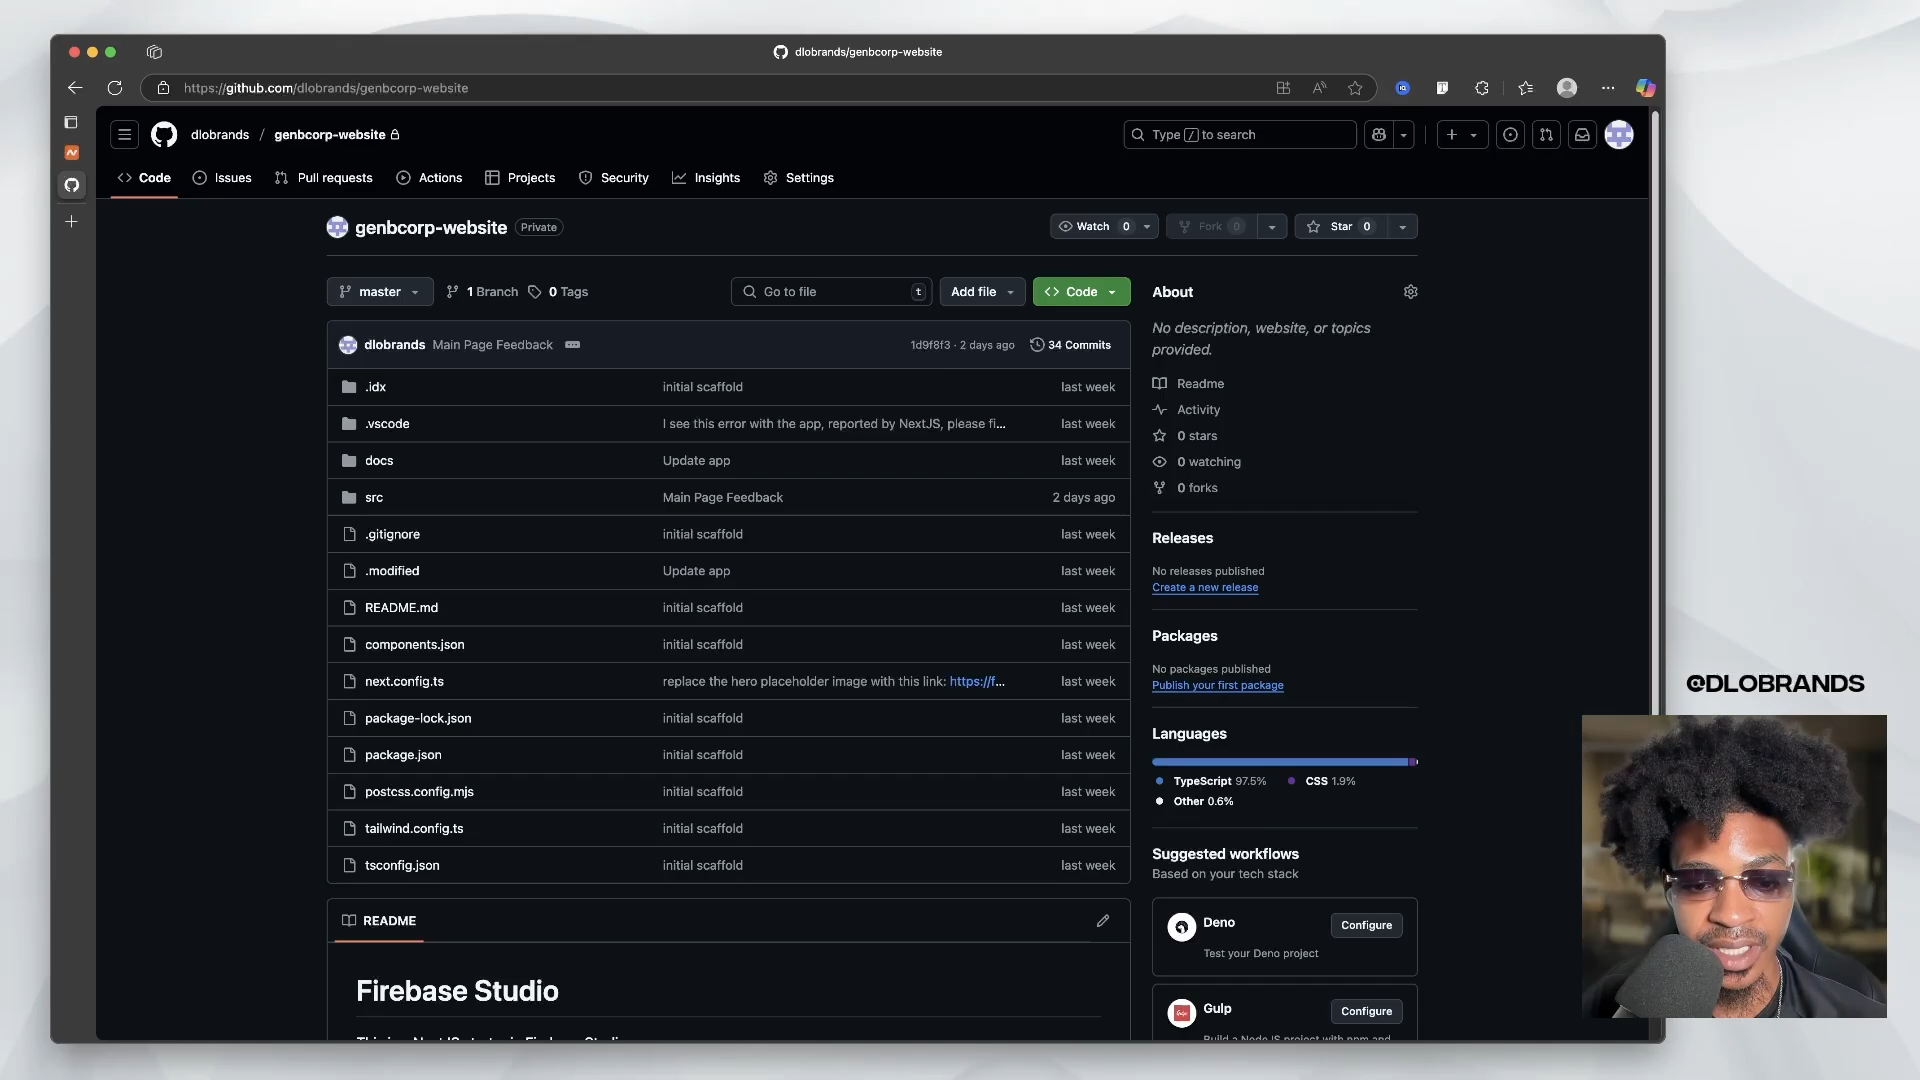 dlobrands/genbcorp-website
https://github.com/dlobrands/genbcorp-website
dlobrands / genbcorp-website
Type / to search
Code Issues Pull requests Actions Projects Security Insights Settings
genbcorp-website Private
Watch 0 Fork 0 Star 0
master 1 Branch 0 Tags Go to file t Add file Code
dlobrands Main Page Feedback 1d9f8f3 · 2 days ago 34 Commits
.idx initial scaffold last week
.vscode I see this error with the app, reported by NextJS, please fi... last week
docs Update app last week
src Main Page Feedback 2 days ago
.gitignore initial scaffold last week
.modified Update app last week
README.md initial scaffold last week
components.json initial scaffold last week
next.config.ts replace the hero placeholder image with this link: https://f... last week
package-lock.json initial scaffold last week
package.json initial scaffold last week
postcss.config.mjs initial scaffold last week
tailwind.config.ts initial scaffold last week
tsconfig.json initial scaffold last week
README
Firebase Studio
About
No description, website, or topics
provided.
Readme
Activity
0 stars
0 watching
0 forks
Releases
No releases published
Create a new release
Packages
No packages published
Publish your first package
Languages
TypeScript 97.5% CSS 1.9%
Other 0.6%
Suggested workflows
Based on your tech stack
Deno Configure
Test your Deno project
Gulp Configure
Build a NodeJS project with npm and
@DLOBRANDS